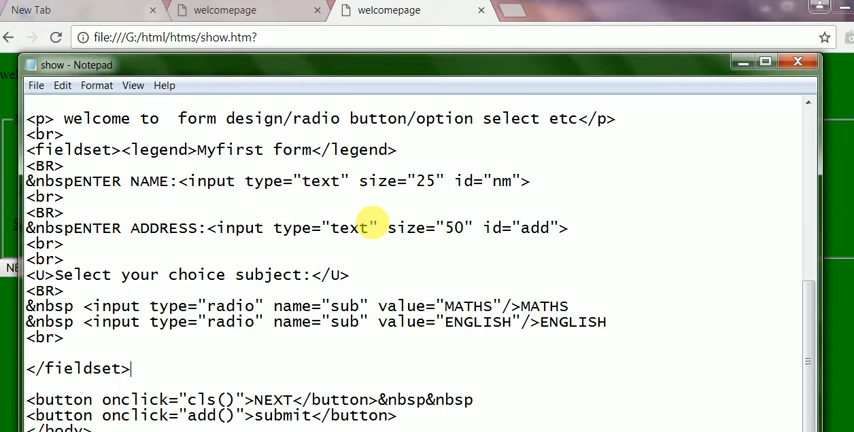 New Tab
welcomepage
welcomepage
file:///G:/html/htms/show.htm?
show - Notepad
File Edit Format View Help
<p> welcome to  form design/radio button/option select etc</p>
<br>
<fieldset><legend>Myfirst form</legend>
<BR>
&nbspENTER NAME:<input type="text" size="25" id="nm">
<br>
<BR>
&nbspENTER ADDRESS:<input type="text" size="50" id="add">
<br>
<br>
<U>Select your choice subject:</U>
<BR>
&nbsp <input type="radio" name="sub" value="MATHS"/>MATHS
&nbsp <input type="radio" name="sub" value="ENGLISH"/>ENGLISH
<br>
</fieldset>
<button onclick="cls()">NEXT</button>&nbsp&nbsp
<button onclick="add()">submit</button>
</body>